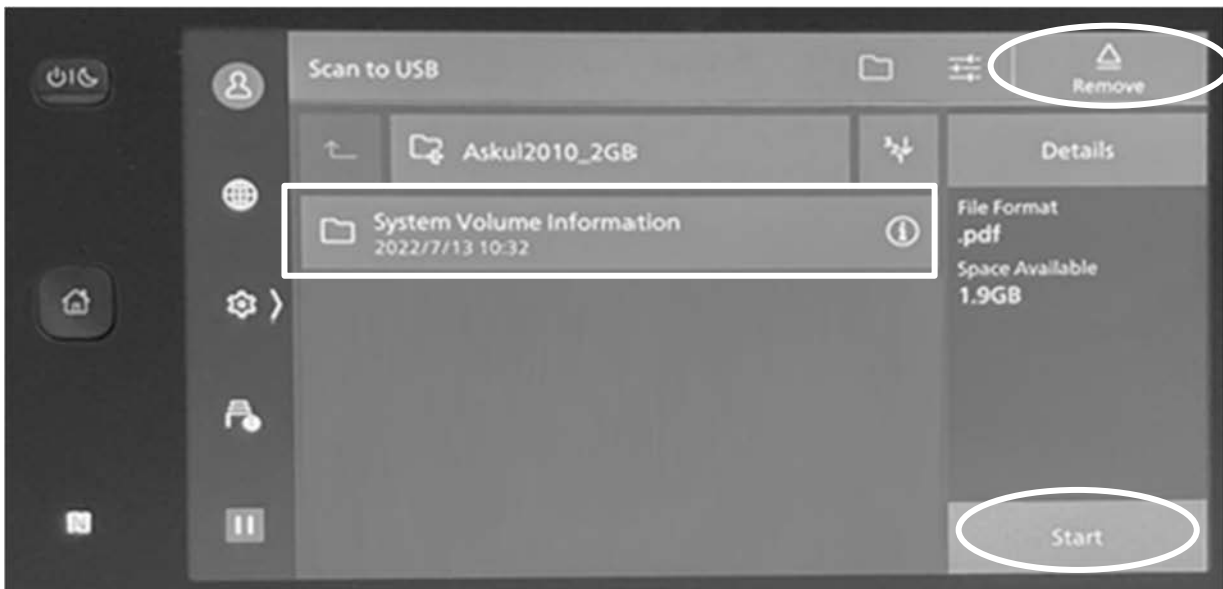 Scan to USB
Remove
Askul2010_2GB
Details
System Volume Information
2022/7/13 10:32
File Format
.pdf
Space Available
1.9GB
Start